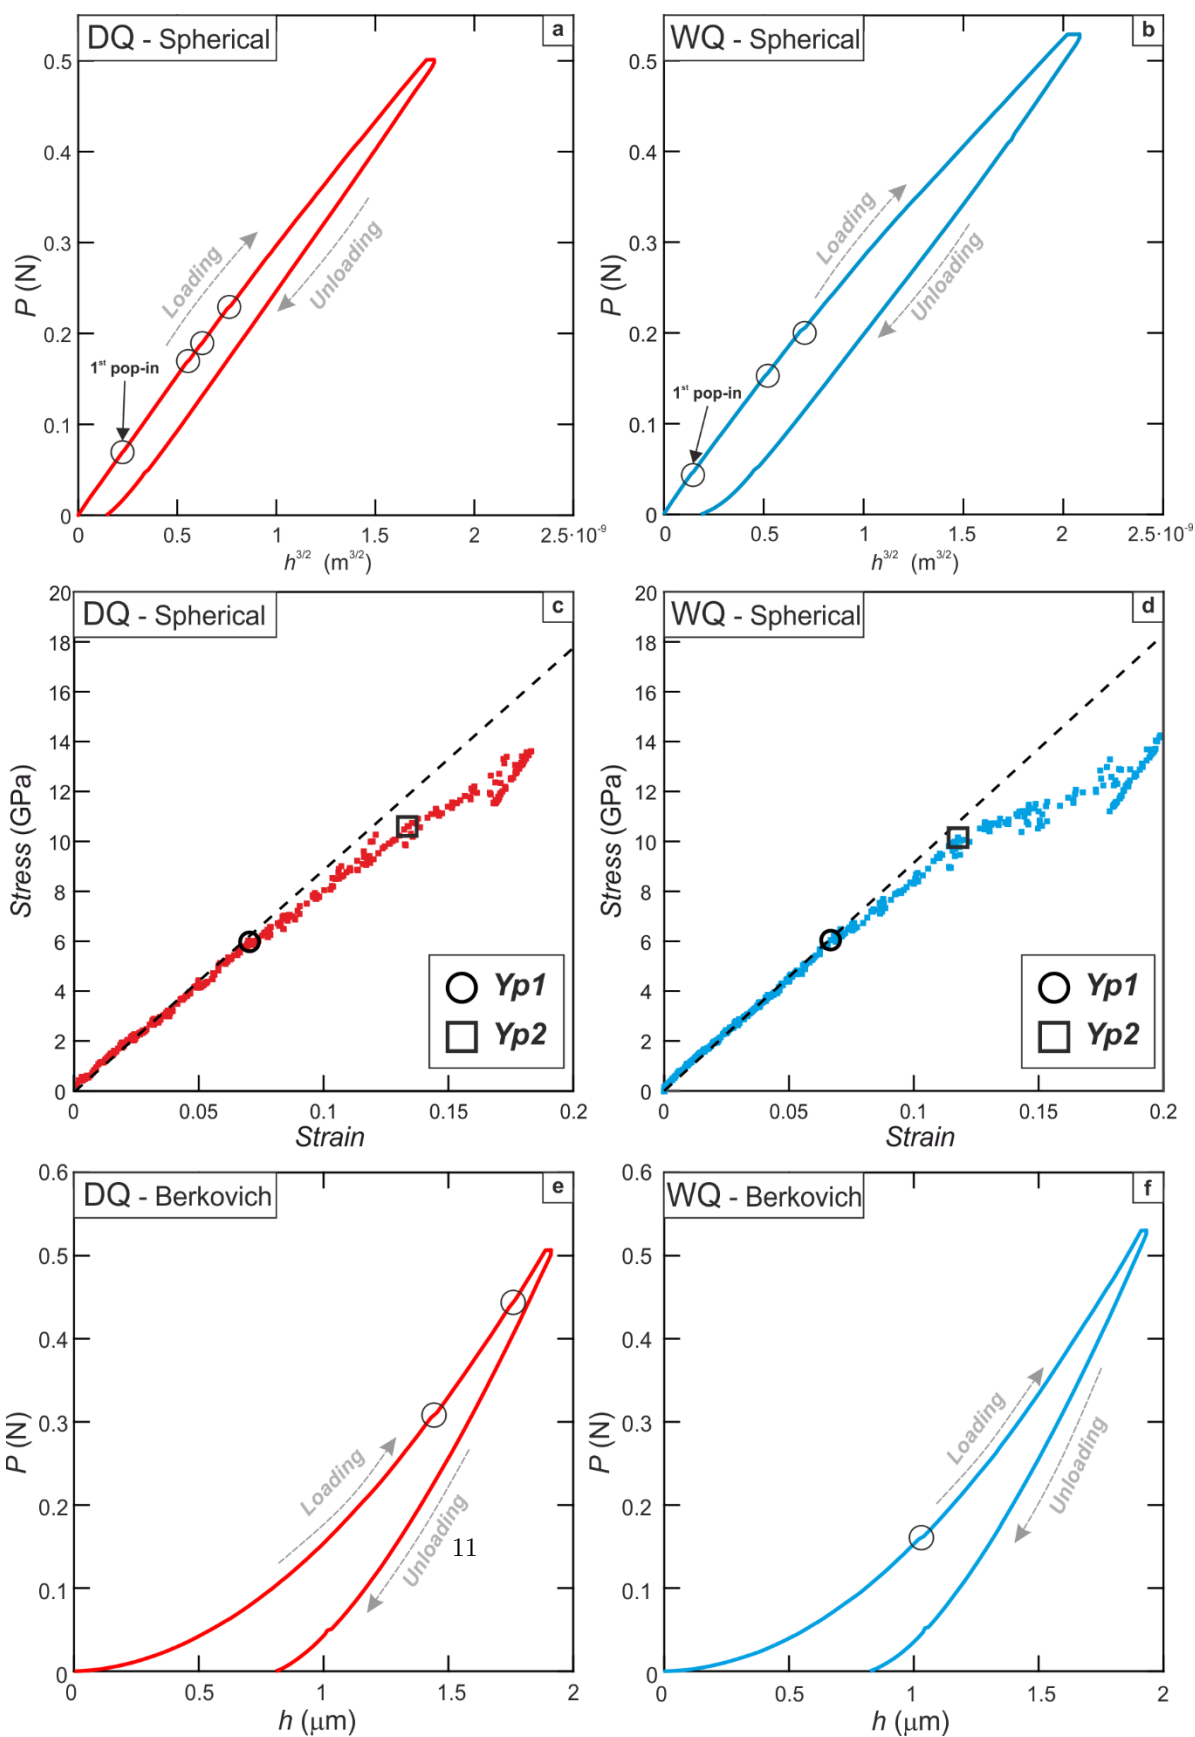 DQ - Spherical
a
0.5
0.4
0.3
0.2
0.1
0
P (N)
Loading
Unloading
1st pop-in
0
0.5
1
1.5
2
2.5·10-9
h3/2 (m3/2)
WQ - Spherical
b
0.5
0.4
0.3
0.2
0.1
0
P (N)
Loading
Unloading
1st pop-in
0
0.5
1
1.5
2
2.5·10-9
h3/2 (m3/2)
DQ - Spherical
c
20
18
16
14
12
10
8
6
4
2
0
Stress (GPa)
Yp1
Yp2
0
0.05
0.1
0.15
0.2
Strain
WQ - Spherical
d
20
18
16
14
12
10
8
6
4
2
0
Stress (GPa)
Yp1
Yp2
0
0.05
0.1
0.15
0.2
Strain
DQ - Berkovich
e
0.6
0.5
0.4
0.3
0.2
0.1
0
P (N)
Loading
Unloading
11
0
0.5
1
1.5
2
h (μm)
WQ - Berkovich
f
0.6
0.5
0.4
0.3
0.2
0.1
0
P (N)
Loading
Unloading
0
0.5
1
1.5
2
h (μm)